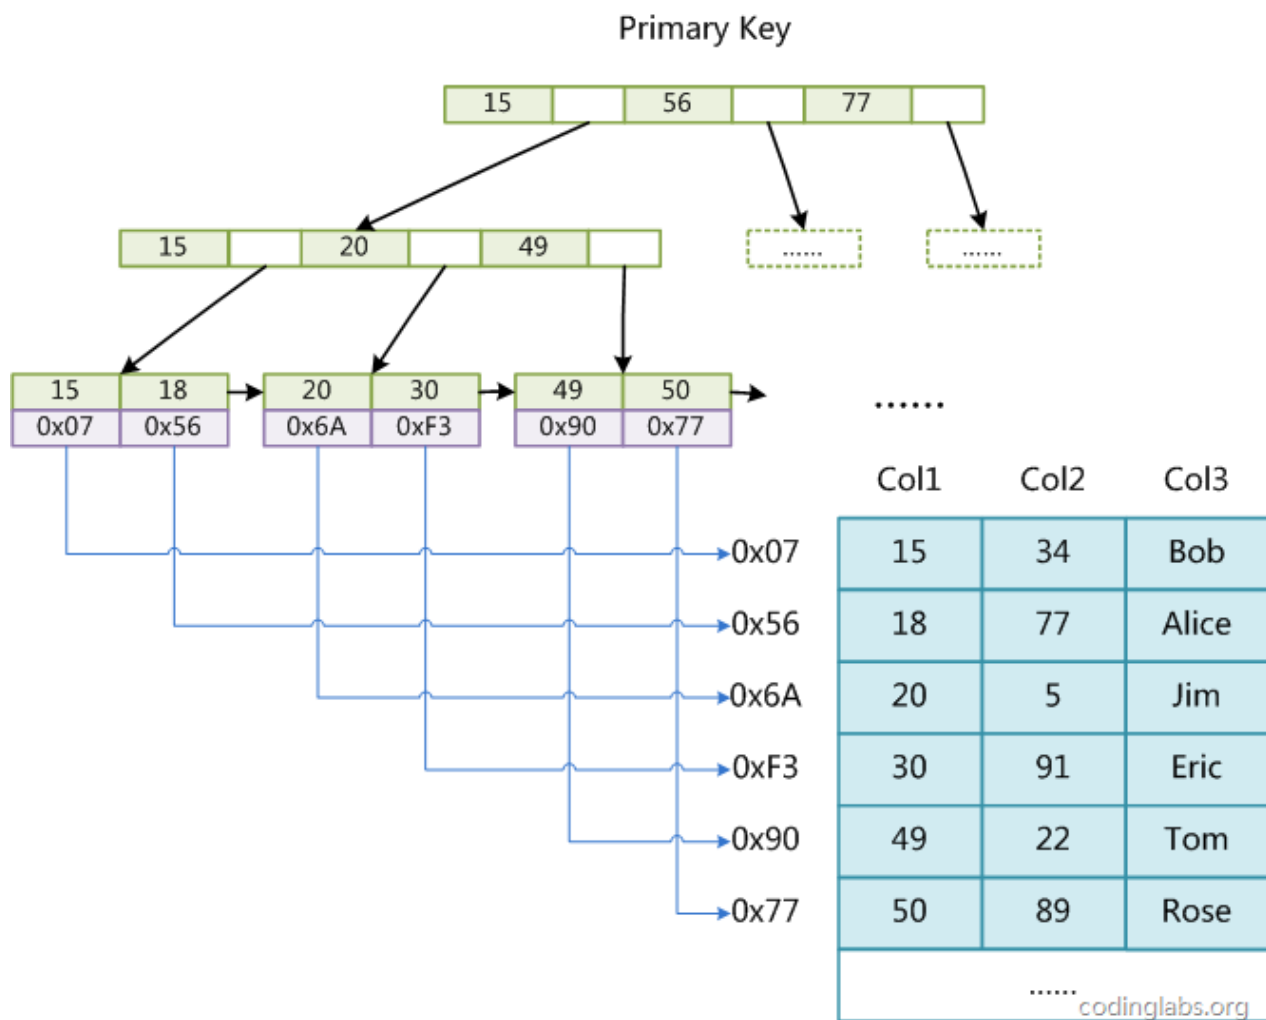 Primary Key
15 56 77
15 20 49 ...... ......
15 18 20 30 49 50
0x07 0x56 0x6A 0xF3 0x90 0x77
......
Col1 Col2 Col3
0x07 15 34 Bob
0x56 18 77 Alice
0x6A 20 5 Jim
0xF3 30 91 Eric
0x90 49 22 Tom
0x77 50 89 Rose
......
codinglabs.org